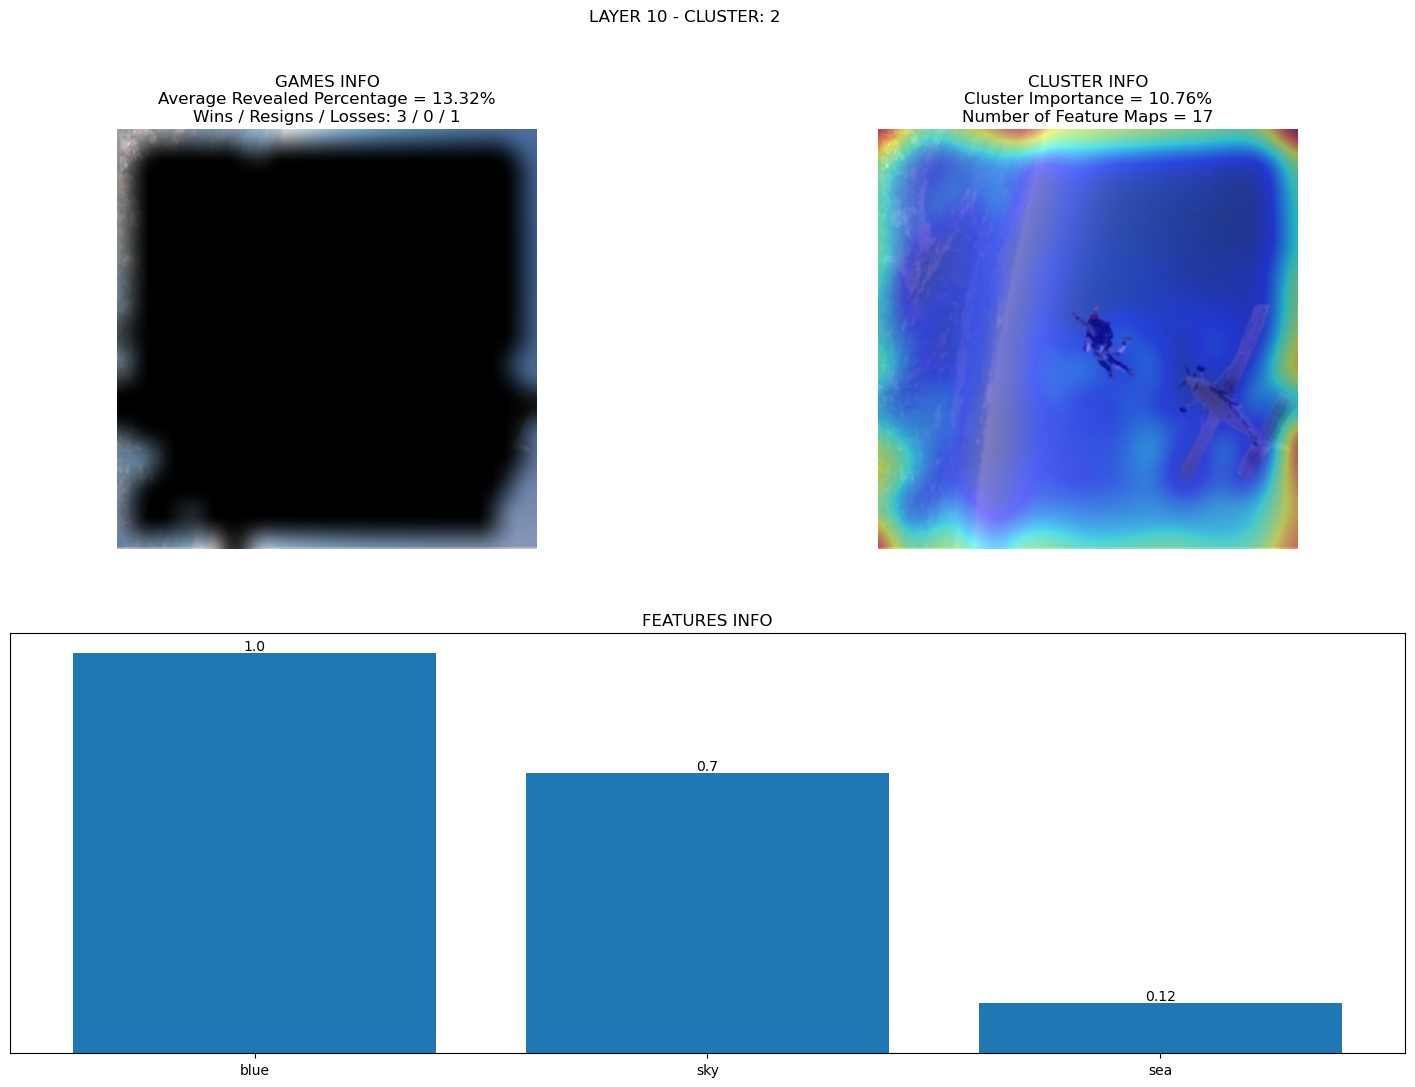 LAYER 10 - CLUSTER: 2
GAMES INFO
Average Revealed Percentage = 13.32%
Wins / Resigns / Losses: 3 / 0 / 1
CLUSTER INFO
Cluster Importance = 10.76%
Number of Feature Maps = 17
FEATURES INFO
1.0
0.7
0.12
blue
sky
sea